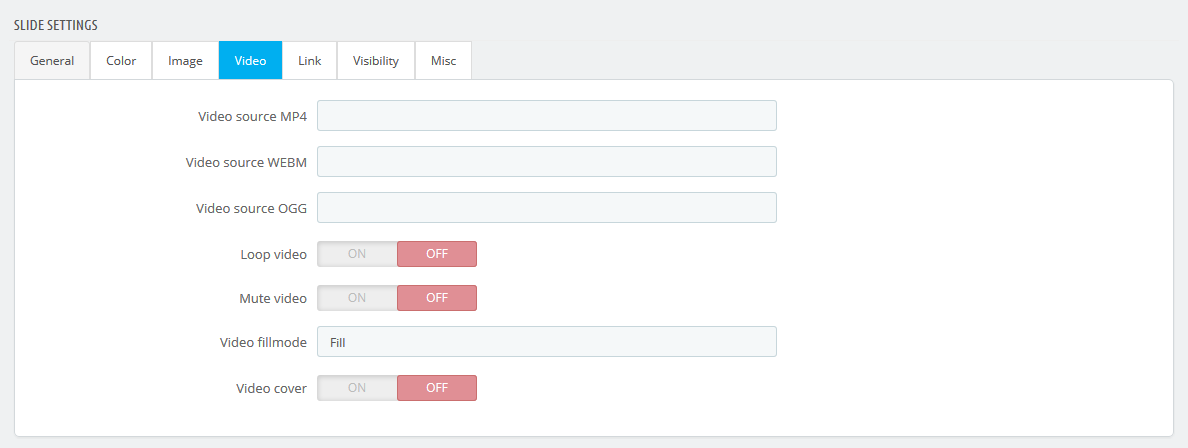 SLIDE SETTINGS
General Color Image Video Link Visibility Misc
Video source MP4
Video source WEBM
Video source OGG
Loop video ON OFF
Mute video ON OFF
Video fillmode Fill
Video cover ON OFF